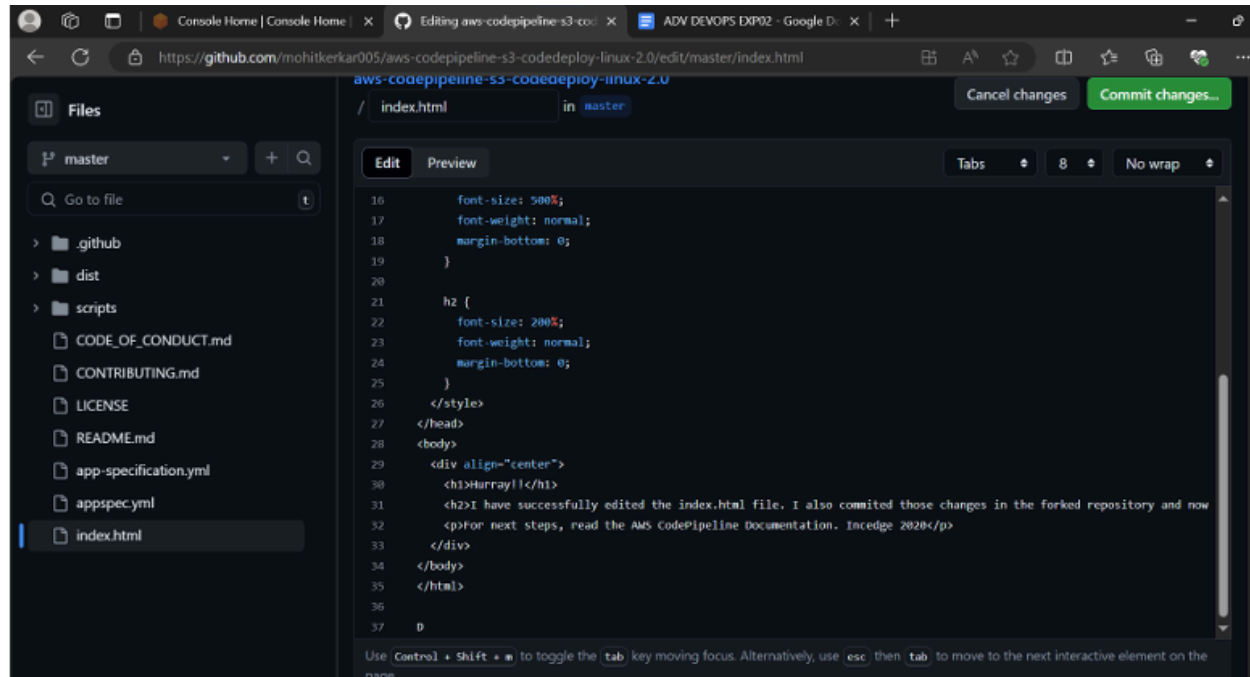 Console Home | Console Home |
Editing aws-codepipeline-s3-cod
ADV DEVOPS EXP02 - Google Do
https://github.com/mohitkerkar005/aws-codepipeline-s3-codedeploy-linux-2.0/edit/master/index.html
Files
aws-codepipeline-s3-codedeploy-linux-2.0
/ index.html in master
Cancel changes
Commit changes...
master
Go to file
t
.github
dist
scripts
CODE_OF_CONDUCT.md
CONTRIBUTING.md
LICENSE
README.md
app-specification.yml
appspec.yml
index.html
Edit Preview
Tabs 8 No wrap
16 font-size: 500%;
17 font-weight: normal;
18 margin-bottom: 0;
19 }
20
21 h2 {
22 font-size: 200%;
23 font-weight: normal;
24 margin-bottom: 0;
25 }
26 </style>
27 </head>
28 <body>
29 <div align="center">
30 <h1>Hurray!!</h1>
31 <h2>I have successfully edited the index.html file. I also commited those changes in the forked repository and now
32 <p>For next steps, read the AWS CodePipeline Documentation. Incedge 2020</p>
33 </div>
34 </body>
35 </html>
36
37 D
Use Control + Shift + m to toggle the tab key moving focus. Alternatively, use esc then tab to move to the next interactive element on the
page.